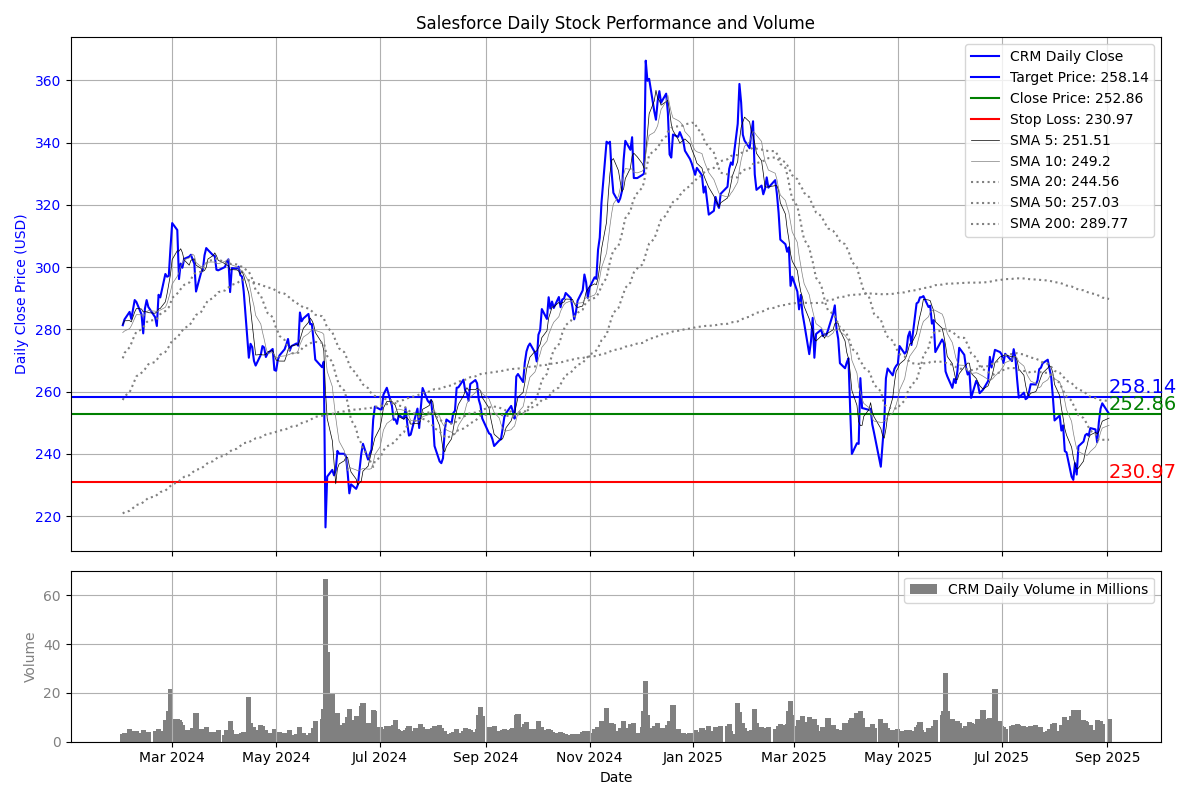 Salesforce Daily Stock Performance and Volume
Daily Close Price (USD)
360
340
320
300
280
260
240
220
CRM Daily Close
Target Price: 258.14
Close Price: 252.86
Stop Loss: 230.97
SMA 5: 251.51
SMA 10: 249.2
SMA 20: 244.56
SMA 50: 257.03
SMA 200: 289.77
258.14
252.86
230.97
Volume
60
40
20
0
CRM Daily Volume in Millions
Mar 2024 May 2024 Jul 2024 Sep 2024 Nov 2024 Jan 2025 Mar 2025 May 2025 Jul 2025 Sep 2025
Date